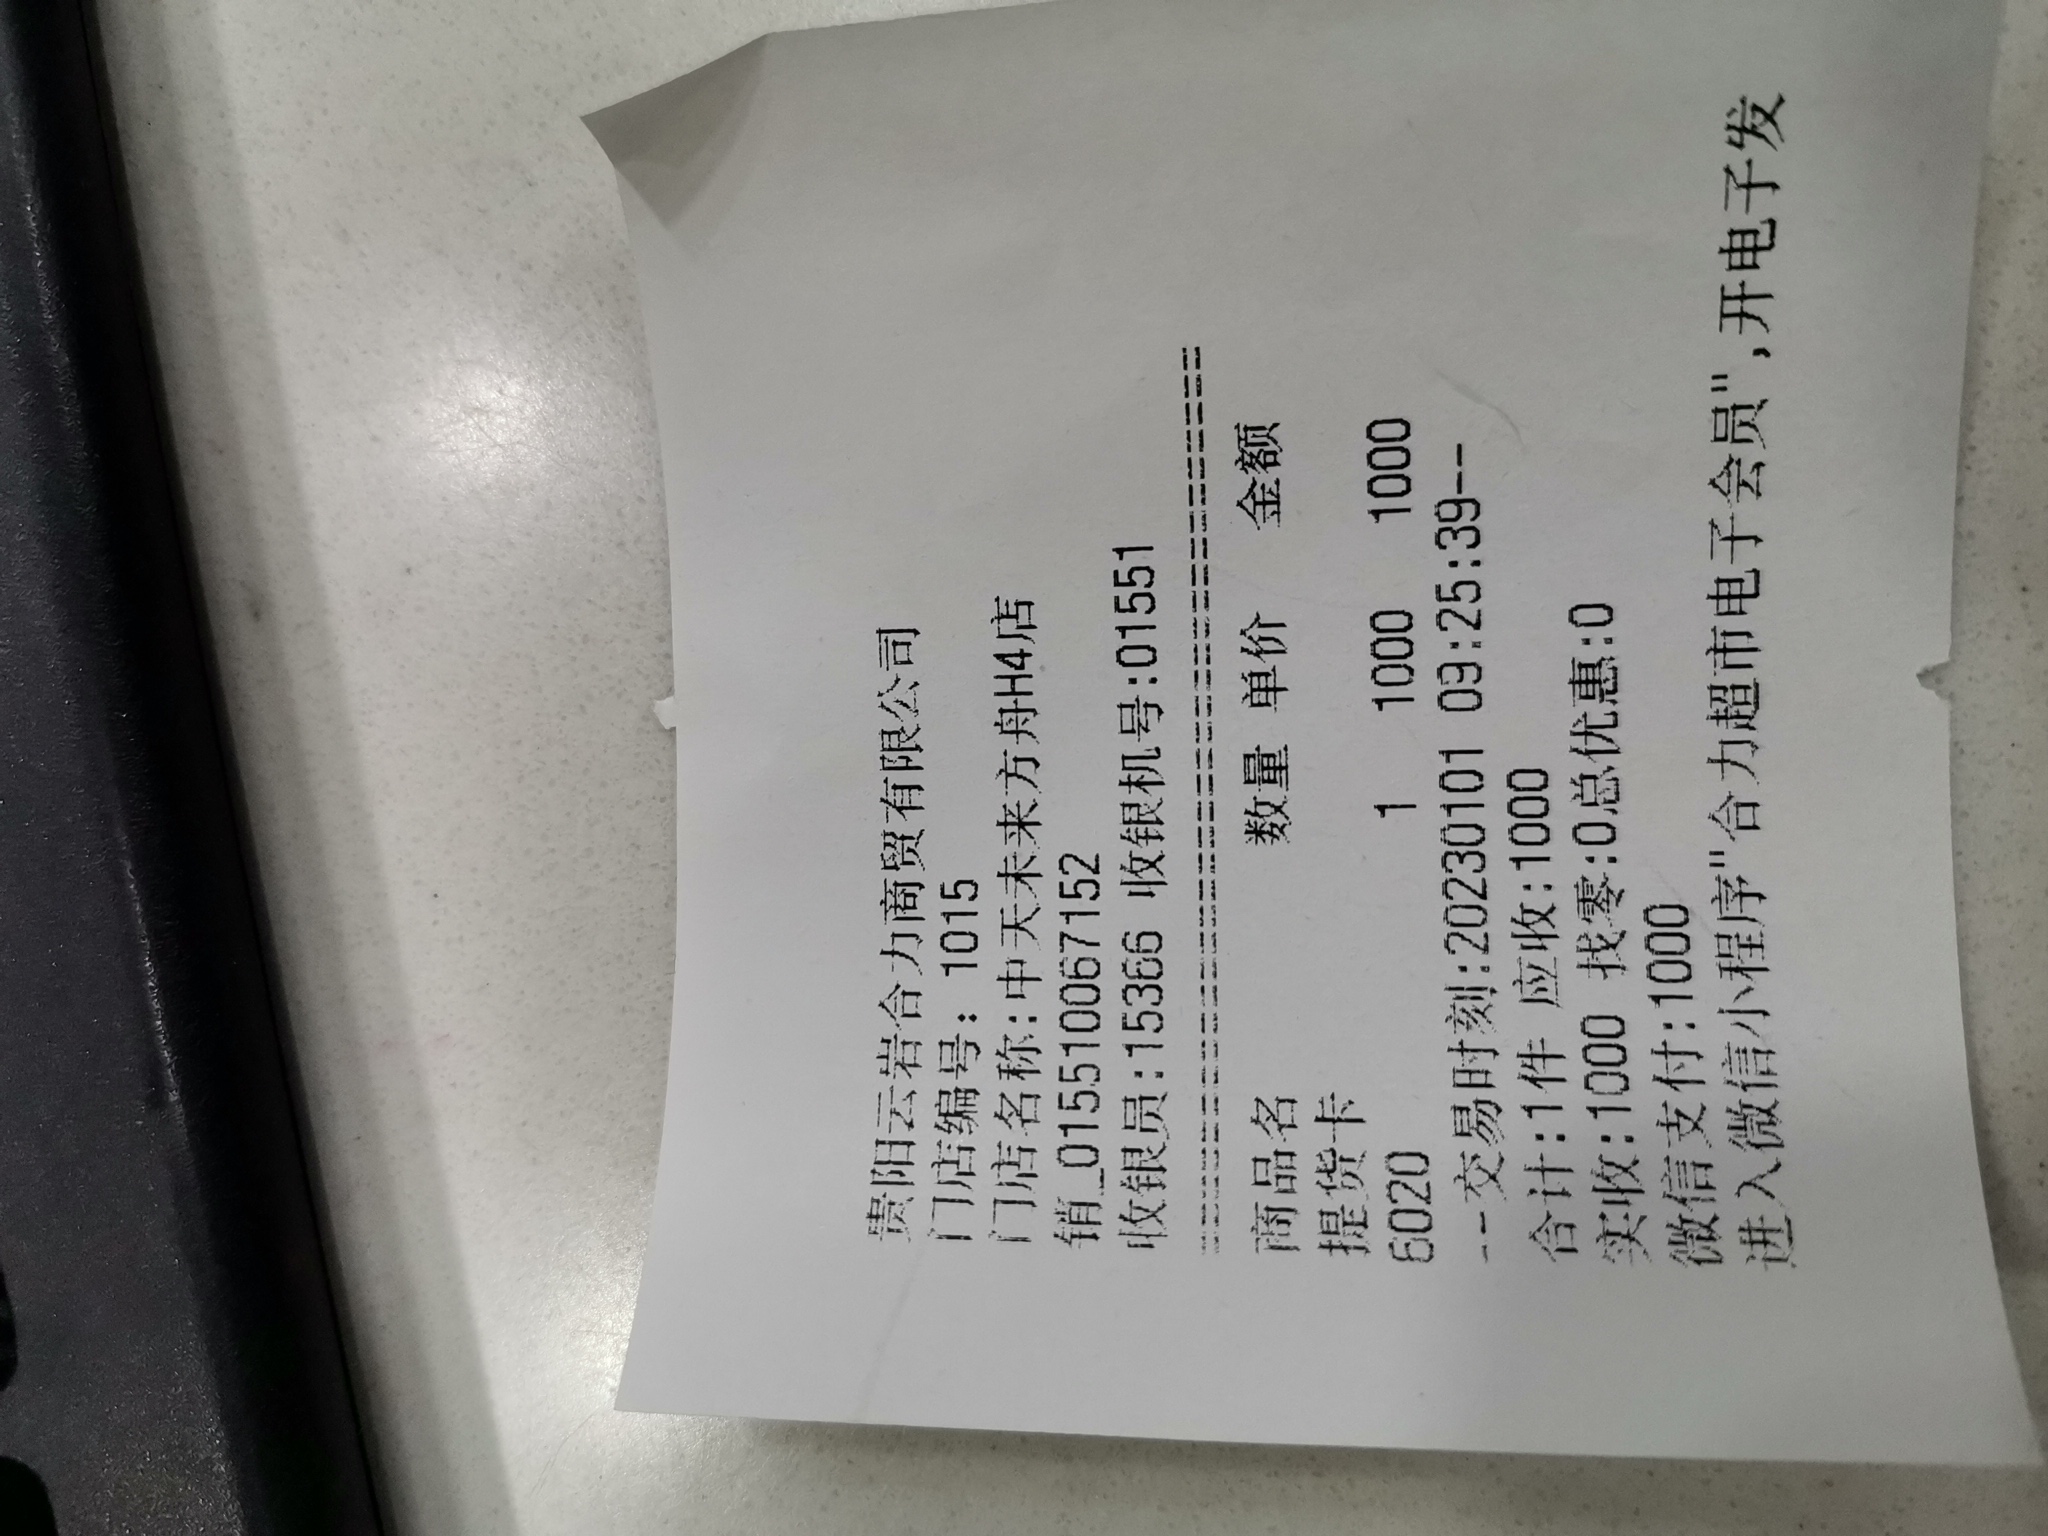 贵阳云岩合力商贸有限公司
门店编号: 1015
门店名称:中天未来方舟H4店
销_0155100067152
收银员:15366 收银机号:01551
================================
商品名 数量 单价 金额
提货卡
6020 1 1000 1000
--交易时刻:20230101 09:25:39--
合计:1件 应收:1000
实收:1000 找零:0总优惠:0
微信支付:1000
进入微信小程序"合力超市电子会员",开电子发